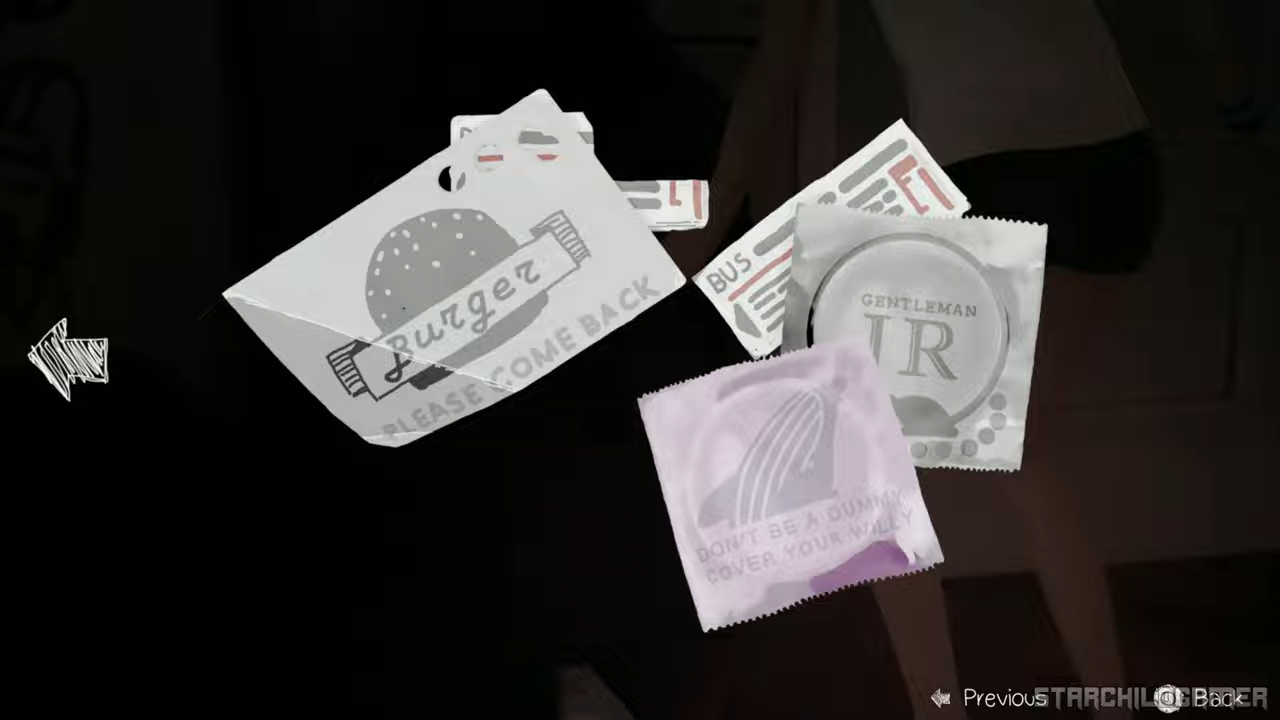 Burger
PLEASE COME BACK
BUS
GENTLEMAN
JR
DON'T BE A DUMMY
COVER YOUR WILLY
Previous
Back
STARCHILDGAMER